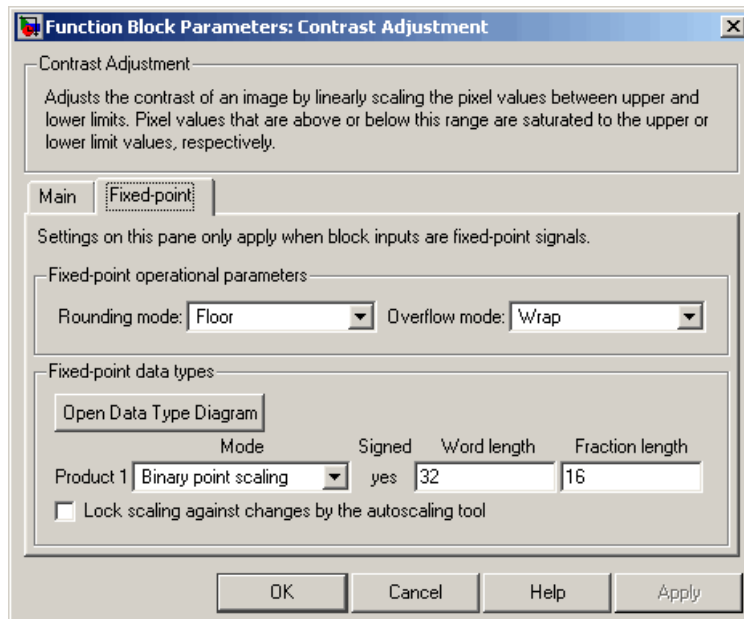 Function Block Parameters: Contrast Adjustment
Contrast Adjustment
Adjusts the contrast of an image by linearly scaling the pixel values between upper and
lower limits. Pixel values that are above or below this range are saturated to the upper or
lower limit values, respectively.
Main Fixed-point
Settings on this pane only apply when block inputs are fixed-point signals.
Fixed-point operational parameters
Rounding mode: Floor Overflow mode: Wrap
Fixed-point data types
Open Data Type Diagram
Mode Signed Word length Fraction length
Product 1 Binary point scaling yes 32 16
Lock scaling against changes by the autoscaling tool
OK Cancel Help Apply